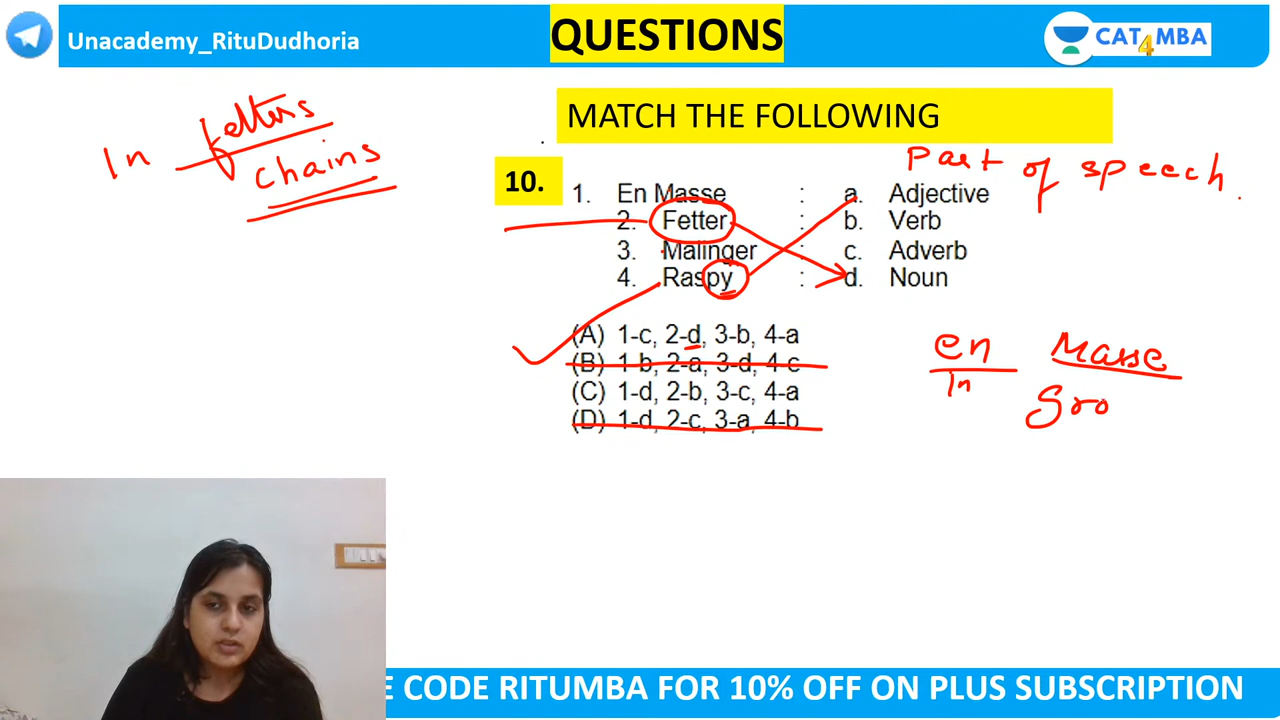 Unacademy_RituDudhoria
QUESTIONS
CAT4MBA
MATCH THE FOLLOWING
In fetters
chains
Part of speech.
10.
1. En Masse : a. Adjective
2. Fetter : b. Verb
3. Malinger : c. Adverb
4. Raspy : d. Noun
(A) 1-c, 2-d, 3-b, 4-a
(B) 1-b, 2-a, 3-d, 4-c
(C) 1-d, 2-b, 3-c, 4-a
(D) 1-d, 2-c, 3-a, 4-b
en Masse
In Gro
E CODE RITUMBA FOR 10% OFF ON PLUS SUBSCRIPTION